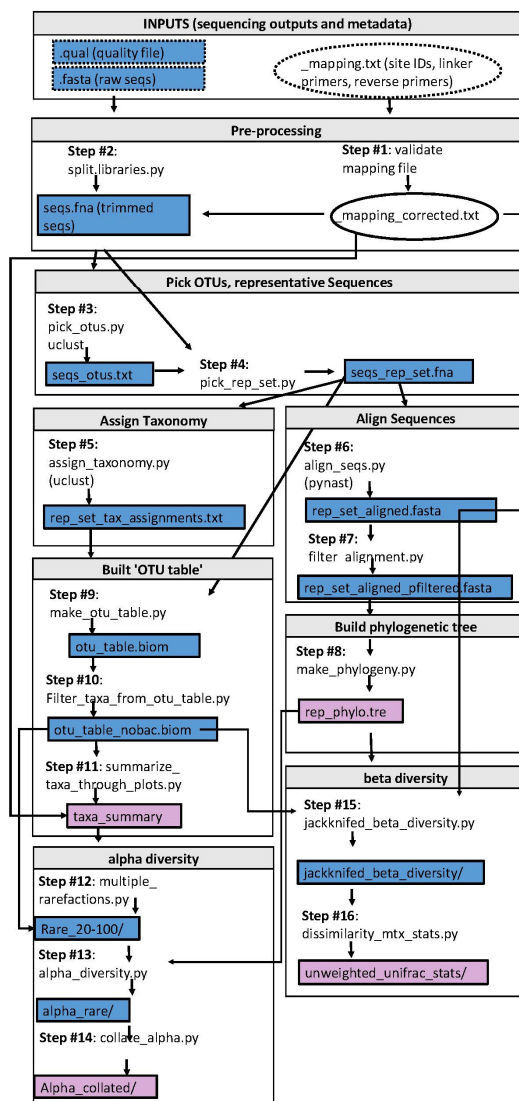 INPUTS (sequencing outputs and metadata)
.qual (quality file)
.fasta (raw seqs)
_mapping.txt (site IDs, linker
primers, reverse primers)
Pre-processing
Step #2:
split.libraries.py
seqs.fna (trimmed
seqs)
Step #1: validate
mapping file
_mapping_corrected.txt
Pick OTUs, representative Sequences
Step #3:
pick_otus.py
uclust
seqs_otus.txt
Step #4:
pick_rep_set.py
seqs_rep_set.fna
Assign Taxonomy
Step #5:
assign_taxonomy.py
(uclust)
rep_set_tax_assignments.txt
Align Sequences
Step #6:
align_seqs.py
(pynast)
rep_set_aligned.fasta
Step #7:
filter_alignment.py
rep_set_aligned_pfiltered.fasta
Built 'OTU table'
Step #9:
make_otu_table.py
otu_table.biom
Step #10:
Filter_taxa_from_otu_table.py
otu_table_nobac.biom
Step #11: summarize_
taxa_through_plots.py
taxa_summary
Build phylogenetic tree
Step #8:
make_phylogeny.py
rep_phylo.tre
beta diversity
Step #15:
jackknifed_beta_diversity.py
jackknifed_beta_diversity/
Step #16:
dissimilarity_mtx_stats.py
unweighted_unifrac_stats/
alpha diversity
Step #12: multiple_
rarefactions.py
Rare_20-100/
Step #13:
alpha_diversity.py
alpha_rare/
Step #14: collate_alpha.py
Alpha_collated/